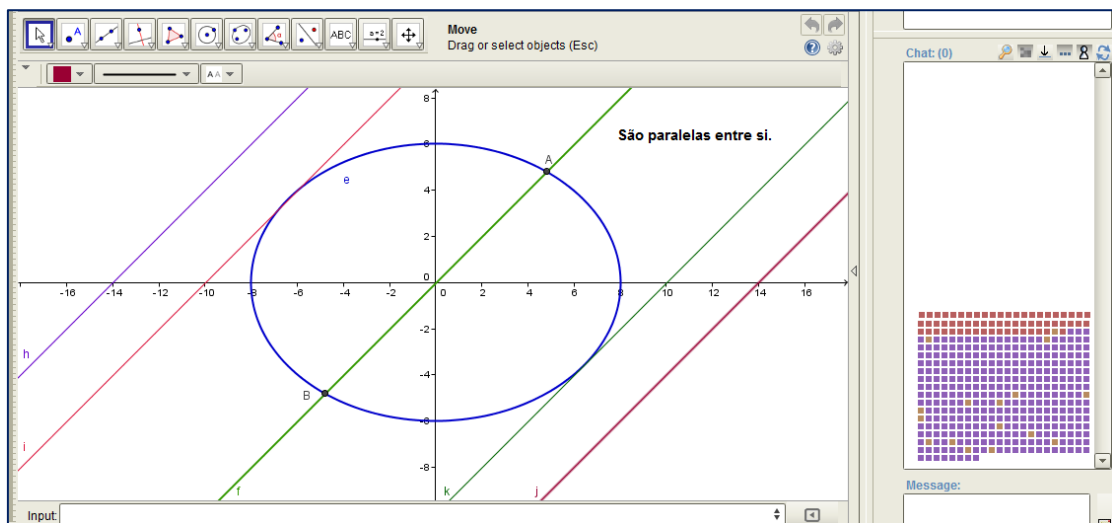 ABC
a=2
Move
Drag or select objects (Esc)
Chat: (0)
A A
8
São paralelas entre si.
6
A
e
4
2
0
-16 -14 -12 -10 -8 -6 -4 -2 0 2 4 6 8 10 12 14 16
-2
h
-4
B
-6
i
-8
f
k
j
Message:
Input: